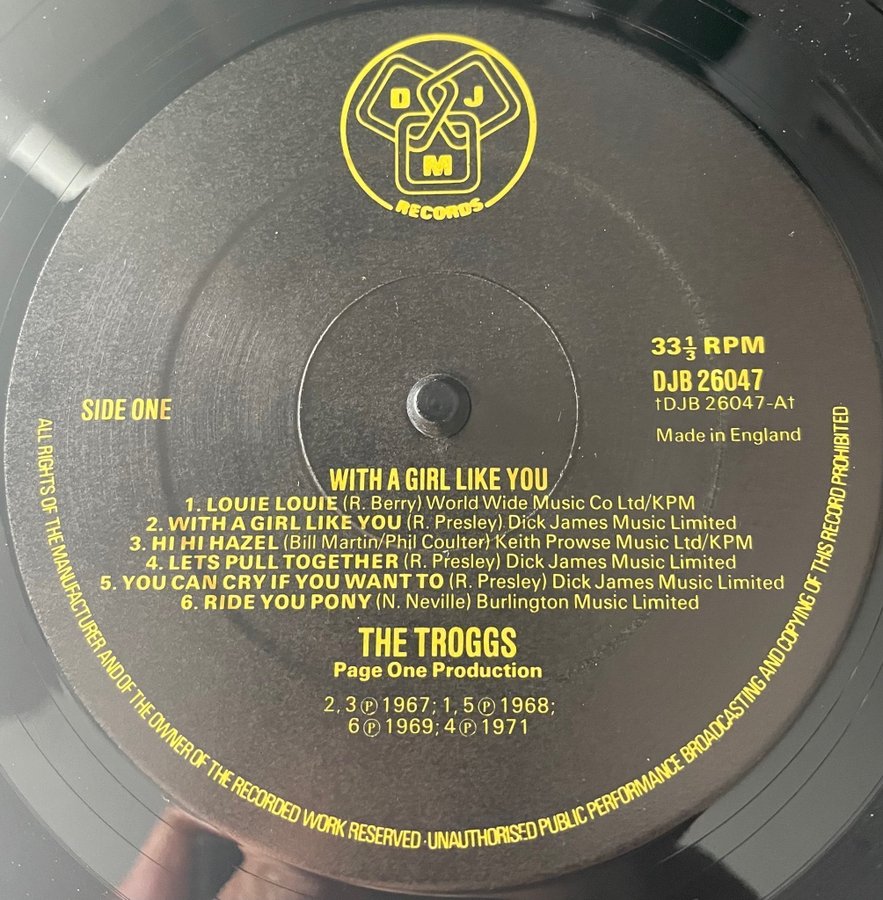 D J
M
RECORDS
33⅓ RPM
DJB 26047
†DJB 26047-A†
Made in England
SIDE ONE
WITH A GIRL LIKE YOU
1. LOUIE LOUIE (R. Berry) World Wide Music Co Ltd/KPM
2. WITH A GIRL LIKE YOU (R. Presley) Dick James Music Limited
3. HI HI HAZEL (Bill Martin/Phil Coulter) Keith Prowse Music Ltd/KPM
4. LETS PULL TOGETHER (R. Presley) Dick James Music Limited
5. YOU CAN CRY IF YOU WANT TO (R. Presley) Dick James Music Limited
6. RIDE YOU PONY (N. Neville) Burlington Music Limited
THE TROGGS
Page One Production
2, 3 ℗ 1967; 1, 5 ℗ 1968;
6 ℗ 1969; 4 ℗ 1971
ALL RIGHTS OF THE MANUFACTURER AND OF THE OWNER OF THE RECORDED WORK RESERVED · UNAUTHORISED PUBLIC PERFORMANCE BROADCASTING AND COPYING OF THIS RECORD PROHIBITED